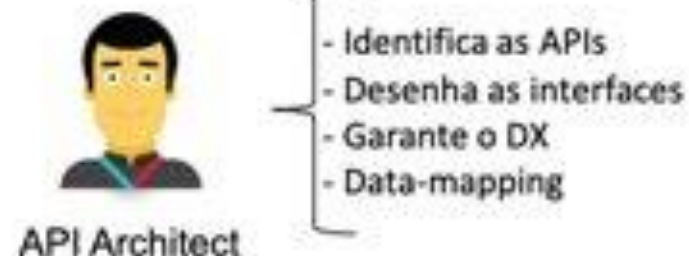 - Identifica as APIs
- Desenha as interfaces
- Garante o DX
- Data-mapping
API Architect